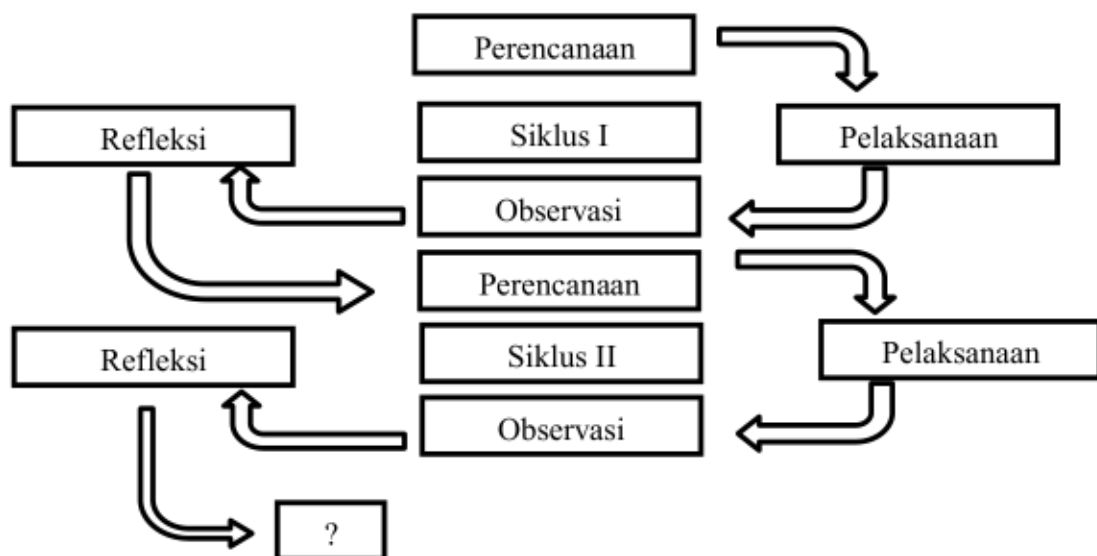 Perencanaan
Refleksi
Siklus I
Pelaksanaan
Observasi
Perencanaan
Refleksi
Siklus II
Pelaksanaan
Observasi
?